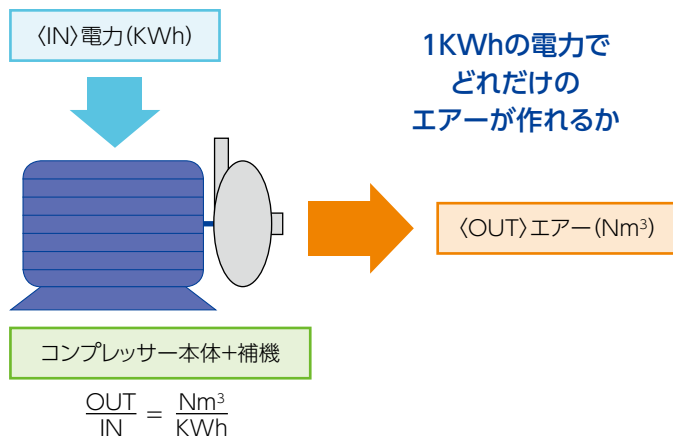 〈IN〉電力(KWh)
1KWhの電力で
どれだけの
エアーが作れるか
〈OUT〉エアー(Nm³)
コンプレッサー本体+補機
OUT/IN = Nm³/KWh